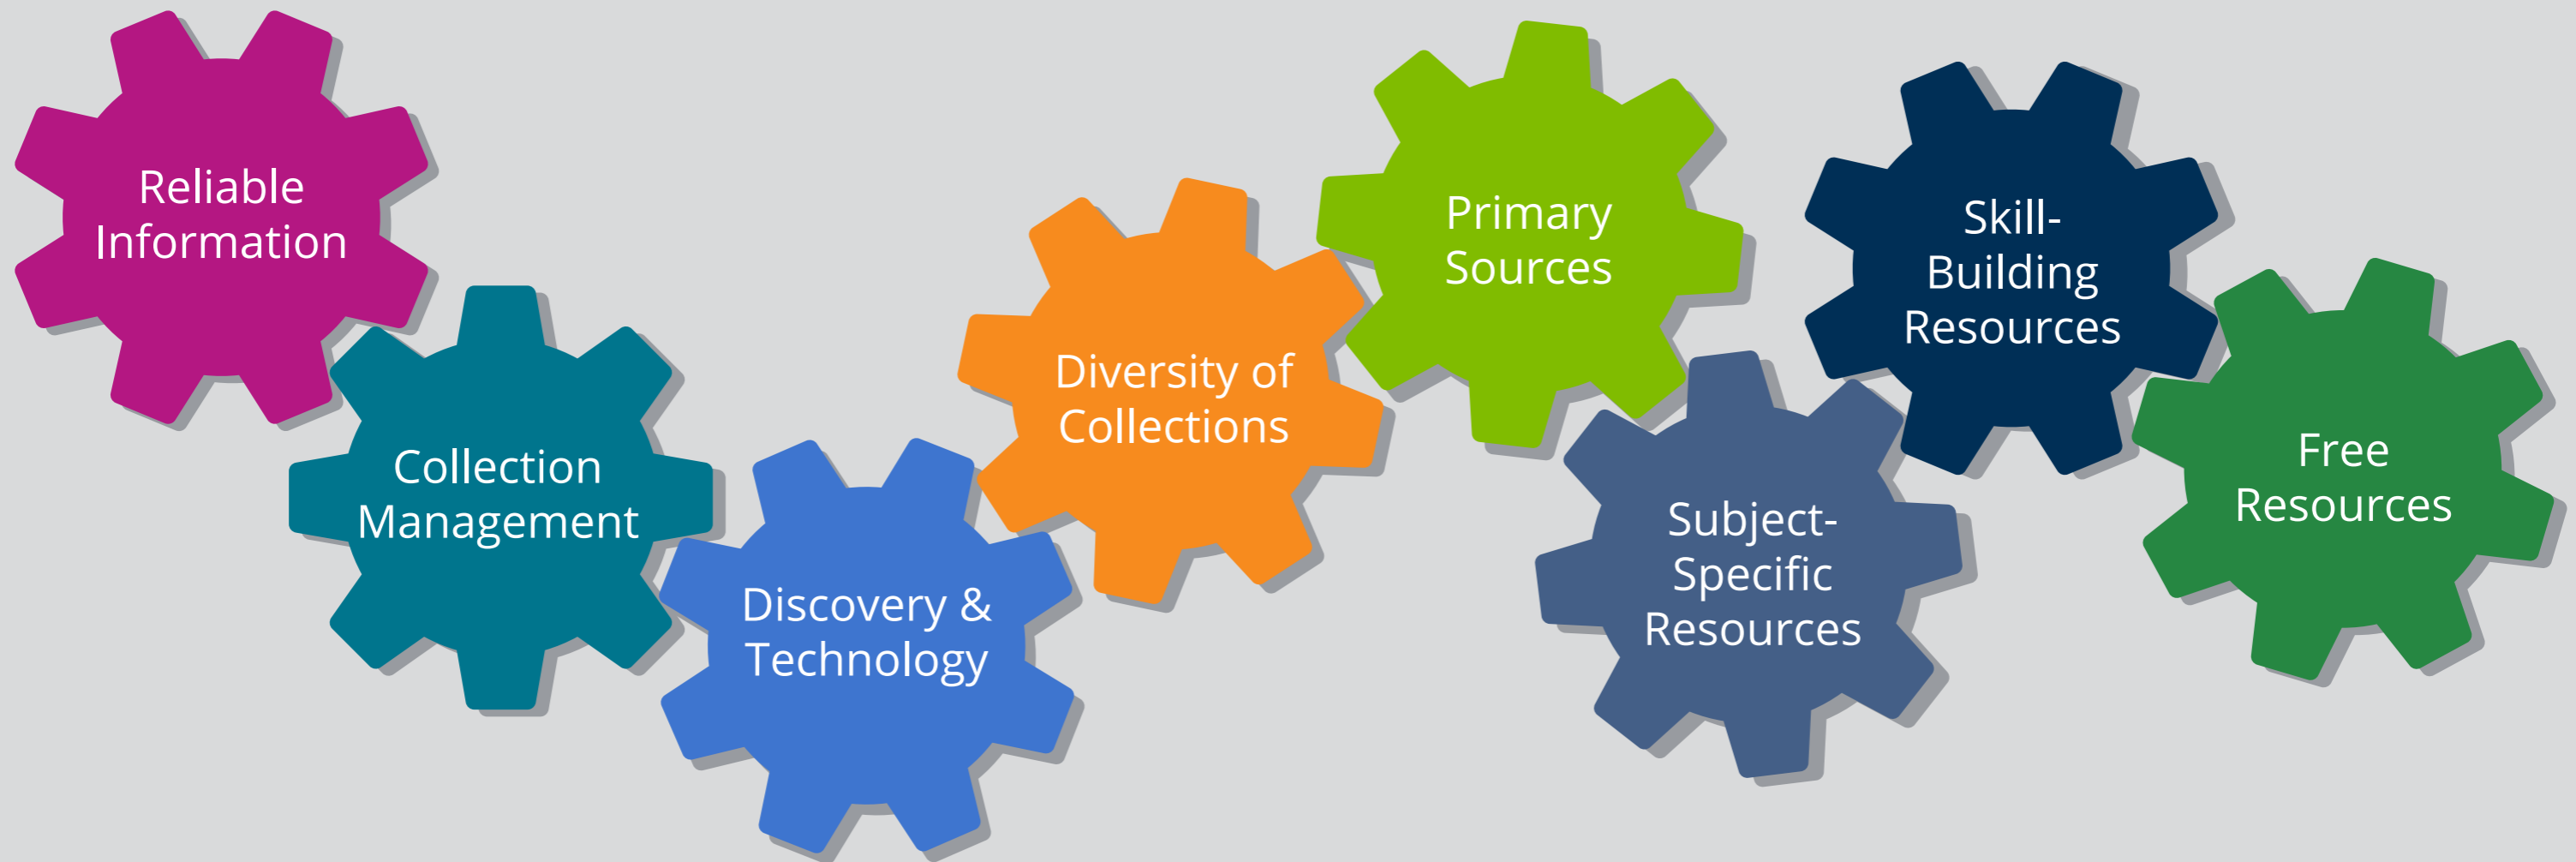 Reliable
Information
Collection
Management
Discovery &
Technology
Diversity of
Collections
Primary
Sources
Subject-
Specific
Resources
Skill-
Building
Resources
Free
Resources